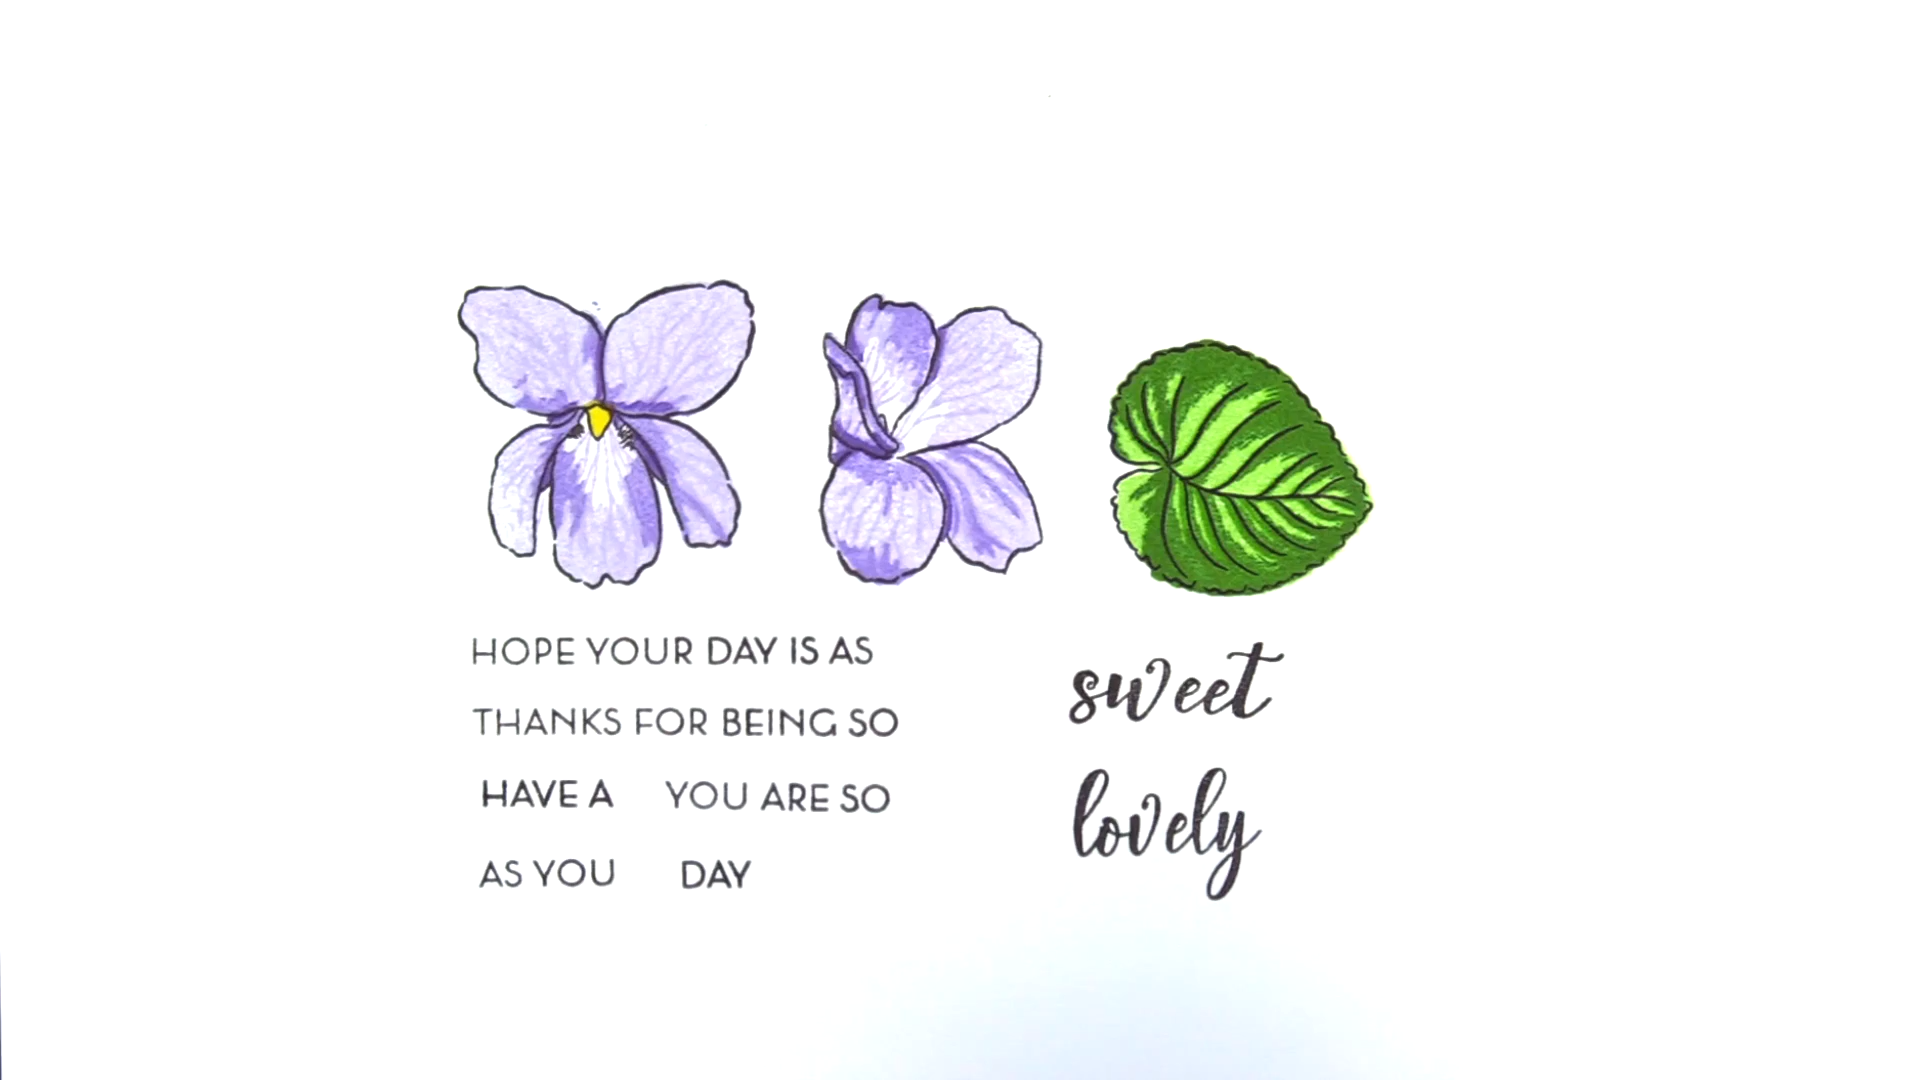 HOPE YOUR DAY IS AS
THANKS FOR BEING SO
HAVE A
YOU ARE SO
AS YOU
DAY
sweet
lovely